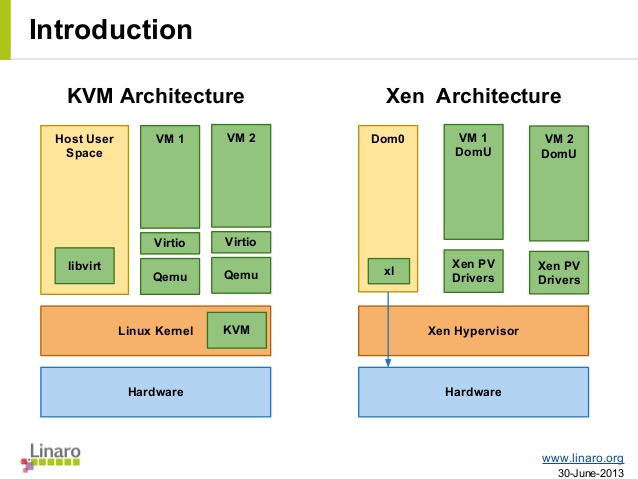 Introduction
KVM Architecture
Host User
Space
libvirt
VM 1
Virtio
Qemu
VM 2
Virtio
Qemu
Linux Kernel
KVM
Hardware
Xen Architecture
Dom0
xl
VM 1
DomU
Xen PV
Drivers
VM 2
DomU
Xen PV
Drivers
Xen Hypervisor
Hardware
Linaro
www.linaro.org
30-June-2013